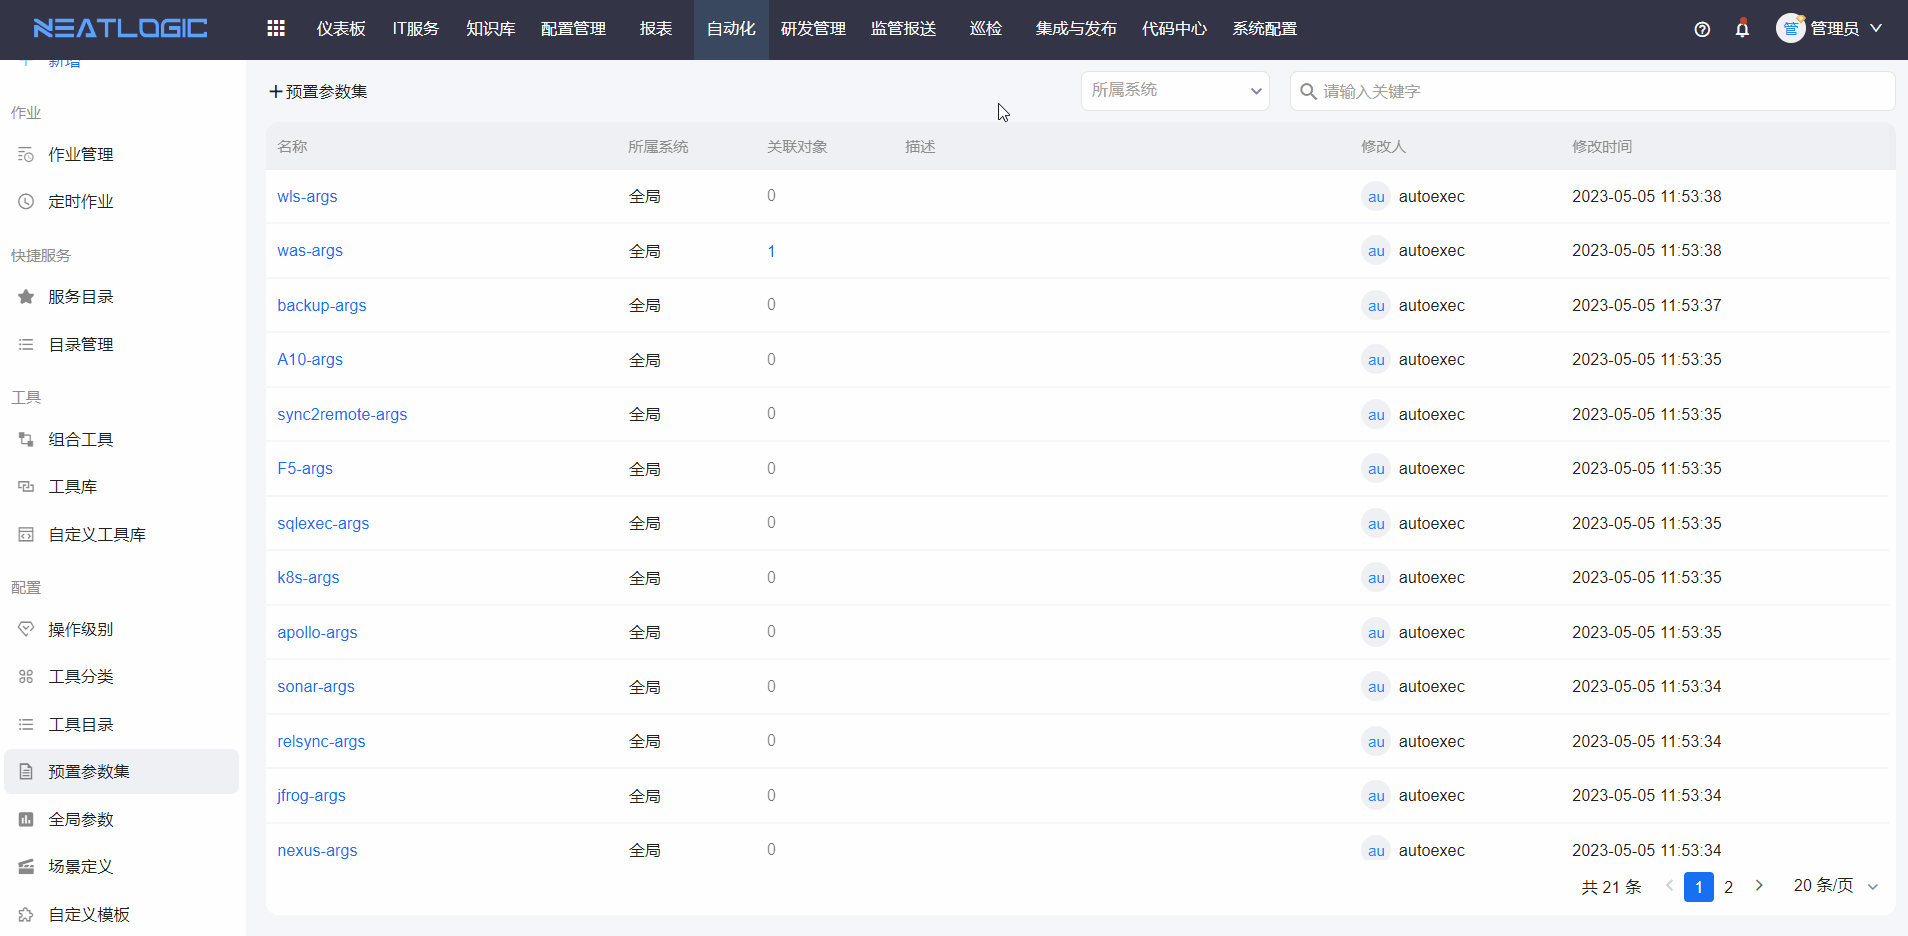 NEATLOGIC
仪表板 IT服务 知识库 配置管理 报表 自动化 研发管理 监管报送 巡检 集成与发布 代码中心 系统配置
管 管理员
新增
作业
作业管理
定时作业
快捷服务
服务目录
目录管理
工具
组合工具
工具库
自定义工具库
配置
操作级别
工具分类
工具目录
预置参数集
全局参数
场景定义
自定义模板
预置参数集 所属系统 请输入关键字
名称 所属系统 关联对象 描述 修改人 修改时间
wls-args 全局 0 au autoexec 2023-05-05 11:53:38
was-args 全局 1 au autoexec 2023-05-05 11:53:38
backup-args 全局 0 au autoexec 2023-05-05 11:53:37
A10-args 全局 0 au autoexec 2023-05-05 11:53:35
sync2remote-args 全局 0 au autoexec 2023-05-05 11:53:35
F5-args 全局 0 au autoexec 2023-05-05 11:53:35
sqlexec-args 全局 0 au autoexec 2023-05-05 11:53:35
k8s-args 全局 0 au autoexec 2023-05-05 11:53:35
apollo-args 全局 0 au autoexec 2023-05-05 11:53:35
sonar-args 全局 0 au autoexec 2023-05-05 11:53:34
relsync-args 全局 0 au autoexec 2023-05-05 11:53:34
jfrog-args 全局 0 au autoexec 2023-05-05 11:53:34
nexus-args 全局 0 au autoexec 2023-05-05 11:53:34
共 21 条 1 2 20 条/页